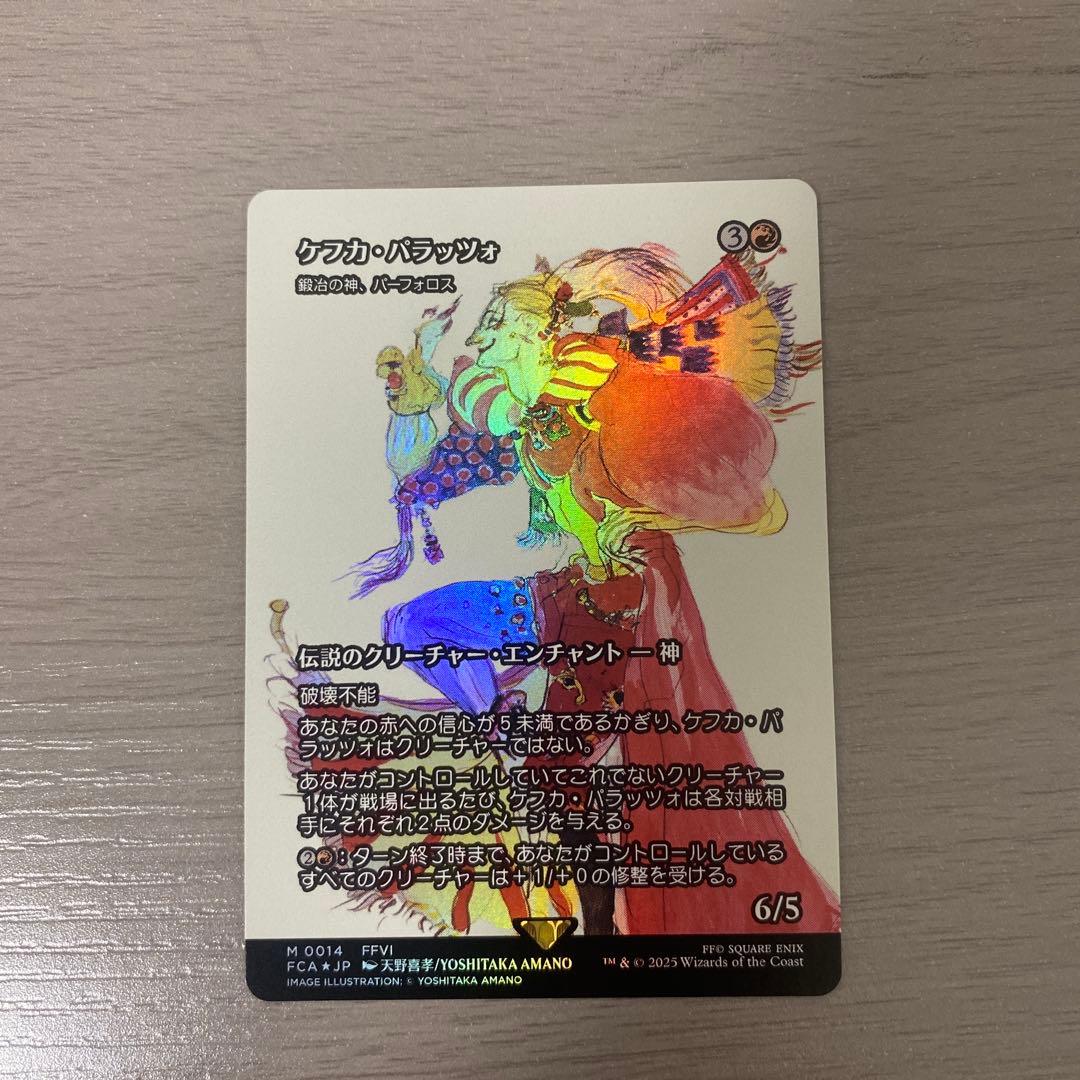 ケフカ・パラッツォ
3
鍛冶の神、パーフォロス
伝説のクリーチャー・エンチャント — 神
破壊不能
あなたの赤への信心が5未満であるかぎり、ケフカ・パ
ラッツォはクリーチャーではない。
あなたがコントロールしていてこれでないクリーチャー
1体が戦場に出るたび、ケフカ・パラッツォは各対戦相
手にそれぞれ2点のダメージを与える。
2:ターン終了時まで、あなたがコントロールしている
すべてのクリーチャーは+1/+0の修整を受ける。
6/5
M 0014 FFVI
FCA★JP 天野喜孝/YOSHITAKA AMANO
IMAGE ILLUSTRATION: © YOSHITAKA AMANO
FF© SQUARE ENIX
™ & © 2025 Wizards of the Coast